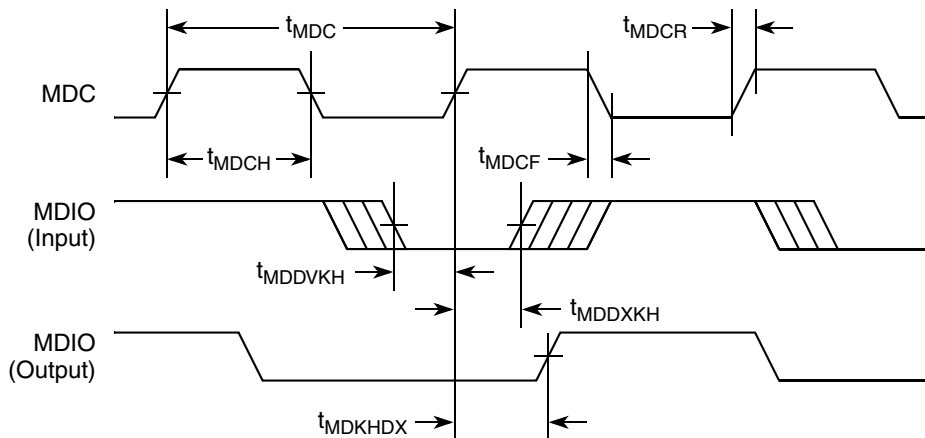 tMDC
tMDCR
MDC
tMDCH
tMDCF
MDIO
(Input)
tMDDVKH
tMDDXKH
MDIO
(Output)
tMDKHDX